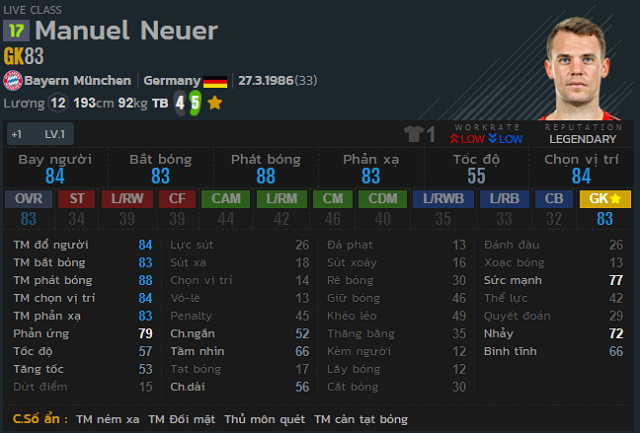 LIVE CLASS
17 Manuel Neuer
GK83
Bayern München Germany 27.3.1986(33)
Lương 12 193cm 92kg TB 4 5
+1 LV.1
1 WORKRATE LOW LOW REPUTATION LEGENDARY
Bay người Bắt bóng Phát bóng Phản xạ Tốc độ Chọn vị trí
84 83 88 83 55 84
OVR ST L/RW CF CAM L/RM CM CDM L/RWB L/RB CB GK
83 34 39 39 44 42 46 40 35 33 32 83
TM đổ người 84 Lực sút 26 Đá phạt 13 Đánh đầu 26
TM bắt bóng 83 Sút xa 18 Sút xoáy 16 Xoạc bóng 13
TM phát bóng 88 Chọn vị trí 14 Rê bóng 30 Sức mạnh 77
TM chọn vị trí 84 Vô-lê 13 Giữ bóng 46 Thể lực 42
TM phản xạ 83 Penalty 45 Khéo léo 49 Quyết đoán 29
Phản ứng 79 Ch.ngắn 52 Thăng bằng 35 Nhảy 72
Tốc độ 57 Tầm nhìn 66 Kèm người 12 Bình tĩnh 66
Tăng tốc 53 Tạt bóng 17 Lấy bóng 12
Dứt điểm 15 Ch.dài 56 Cắt bóng 30
C.Số ẩn : TM ném xa TM Đối mặt Thủ môn quét TM cản tạt bóng